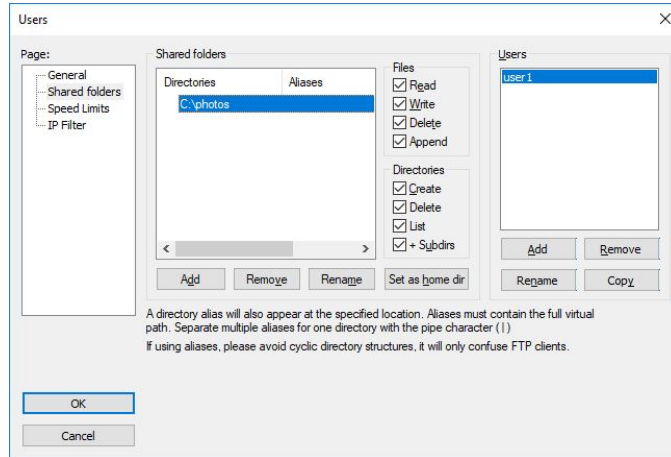 Users
Page:
General
Shared folders
Speed Limits
IP Filter
OK
Cancel
Shared folders
Directories Aliases
C:\photos
Add Remove Rename Set as home dir
Files
Read
Write
Delete
Append
Directories
Create
Delete
List
+ Subdirs
Users
user1
Add Remove
Rename Copy
A directory alias will also appear at the specified location. Aliases must contain the full virtual
path. Separate multiple aliases for one directory with the pipe character ( | )
If using aliases, please avoid cyclic directory structures, it will only confuse FTP clients.